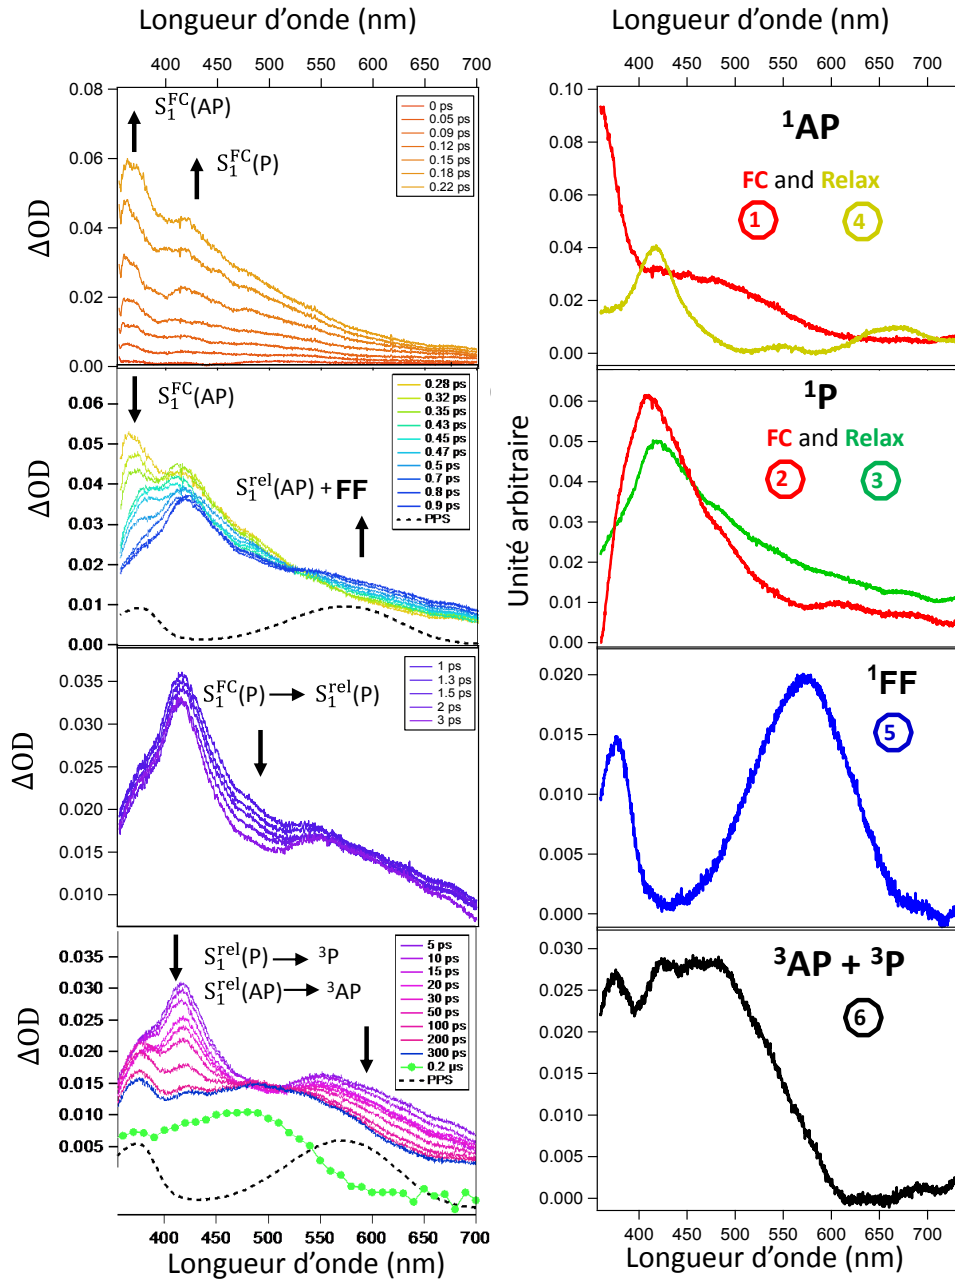 Longueur d'onde (nm)
400 450 500 550 600 650 700
ΔOD
0.08
0.06
0.04
0.02
0.00
S₁ᶠᶜ(AP)
S₁ᶠᶜ(P)
0 ps
0.05 ps
0.09 ps
0.12 ps
0.15 ps
0.18 ps
0.22 ps
ΔOD
0.06
0.05
0.04
0.03
0.02
0.01
0.00
S₁ᶠᶜ(AP)
S₁ʳᵉˡ(AP) + FF
0.28 ps
0.32 ps
0.35 ps
0.43 ps
0.45 ps
0.47 ps
0.5 ps
0.7 ps
0.8 ps
0.9 ps
PPS
ΔOD
0.035
0.030
0.025
0.020
0.015
0.010
S₁ᶠᶜ(P) → S₁ʳᵉˡ(P)
1 ps
1.3 ps
1.5 ps
2 ps
3 ps
ΔOD
0.030
0.025
0.020
0.015
0.010
0.005
S₁ʳᵉˡ(P) → ³P
S₁ʳᵉˡ(AP) → ³AP
5 ps
10 ps
15 ps
20 ps
30 ps
50 ps
100 ps
200 ps
300 ps
0.2 µs
PPS
400 450 500 550 600 650 700
Longueur d'onde (nm)
Longueur d'onde (nm)
400 450 500 550 600 650 700
Unité arbitraire
0.10
0.08
0.06
0.04
0.02
0.00
¹AP
FC and Relax
1 4
0.06
0.05
0.04
0.03
0.02
0.01
0.00
¹P
FC and Relax
2 3
0.020
0.015
0.010
0.005
0.000
¹FF
5
0.030
0.025
0.020
0.015
0.010
0.005
0.000
³AP + ³P
6
400 450 500 550 600 650 700
Longueur d'onde (nm)